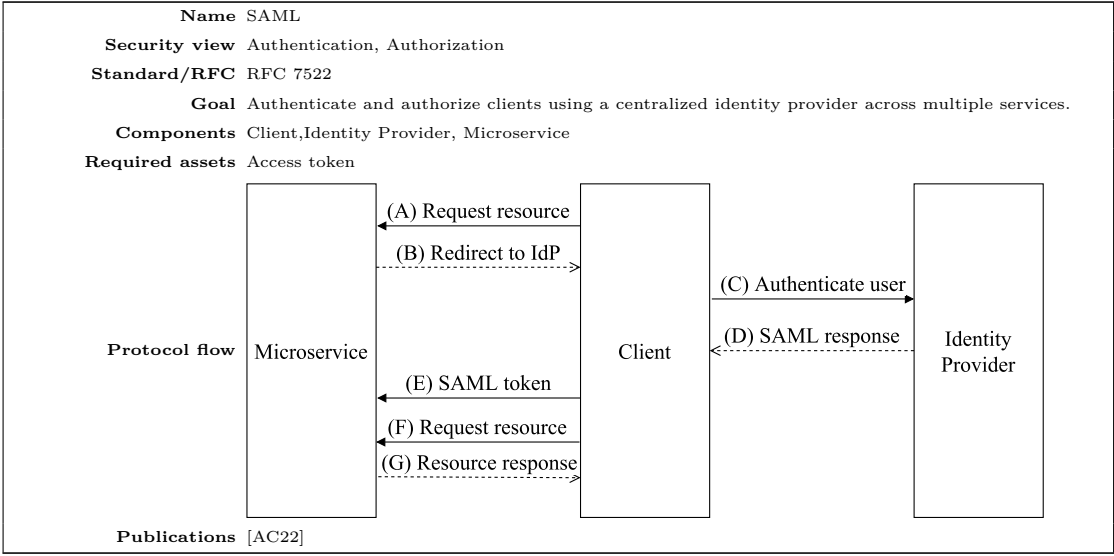 Name SAML
Security view Authentication, Authorization
Standard/RFC RFC 7522
Goal Authenticate and authorize clients using a centralized identity provider across multiple services.
Components Client,Identity Provider, Microservice
Required assets Access token
(A) Request resource
(B) Redirect to IdP
(C) Authenticate user
(D) SAML response
Protocol flow Microservice Client Identity
Provider
(E) SAML token
(F) Request resource
(G) Resource response
Publications [AC22]